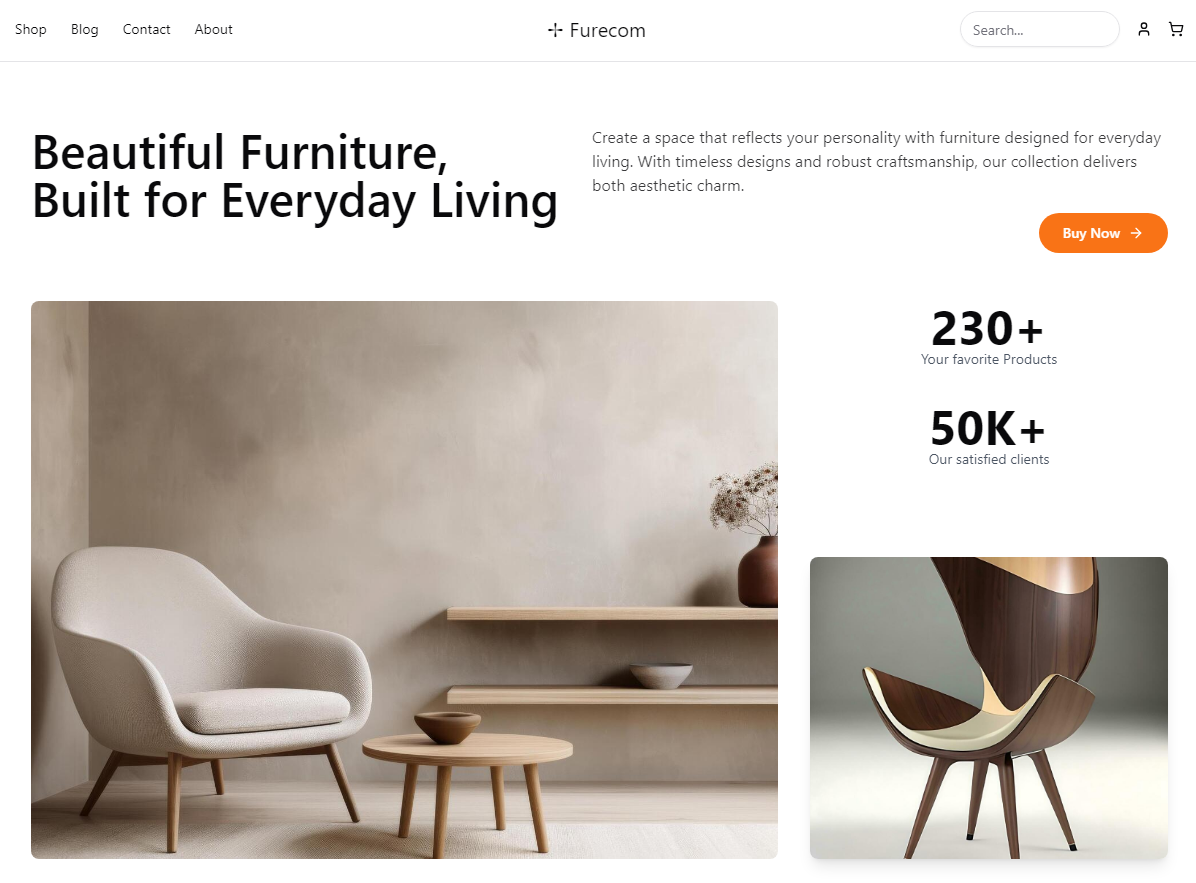 Shop
Blog
Contact
About
Furecom
Search...
Beautiful Furniture,
Built for Everyday Living
Create a space that reflects your personality with furniture designed for everyday
living. With timeless designs and robust craftsmanship, our collection delivers
both aesthetic charm.
Buy Now
230+
Your favorite Products
50K+
Our satisfied clients